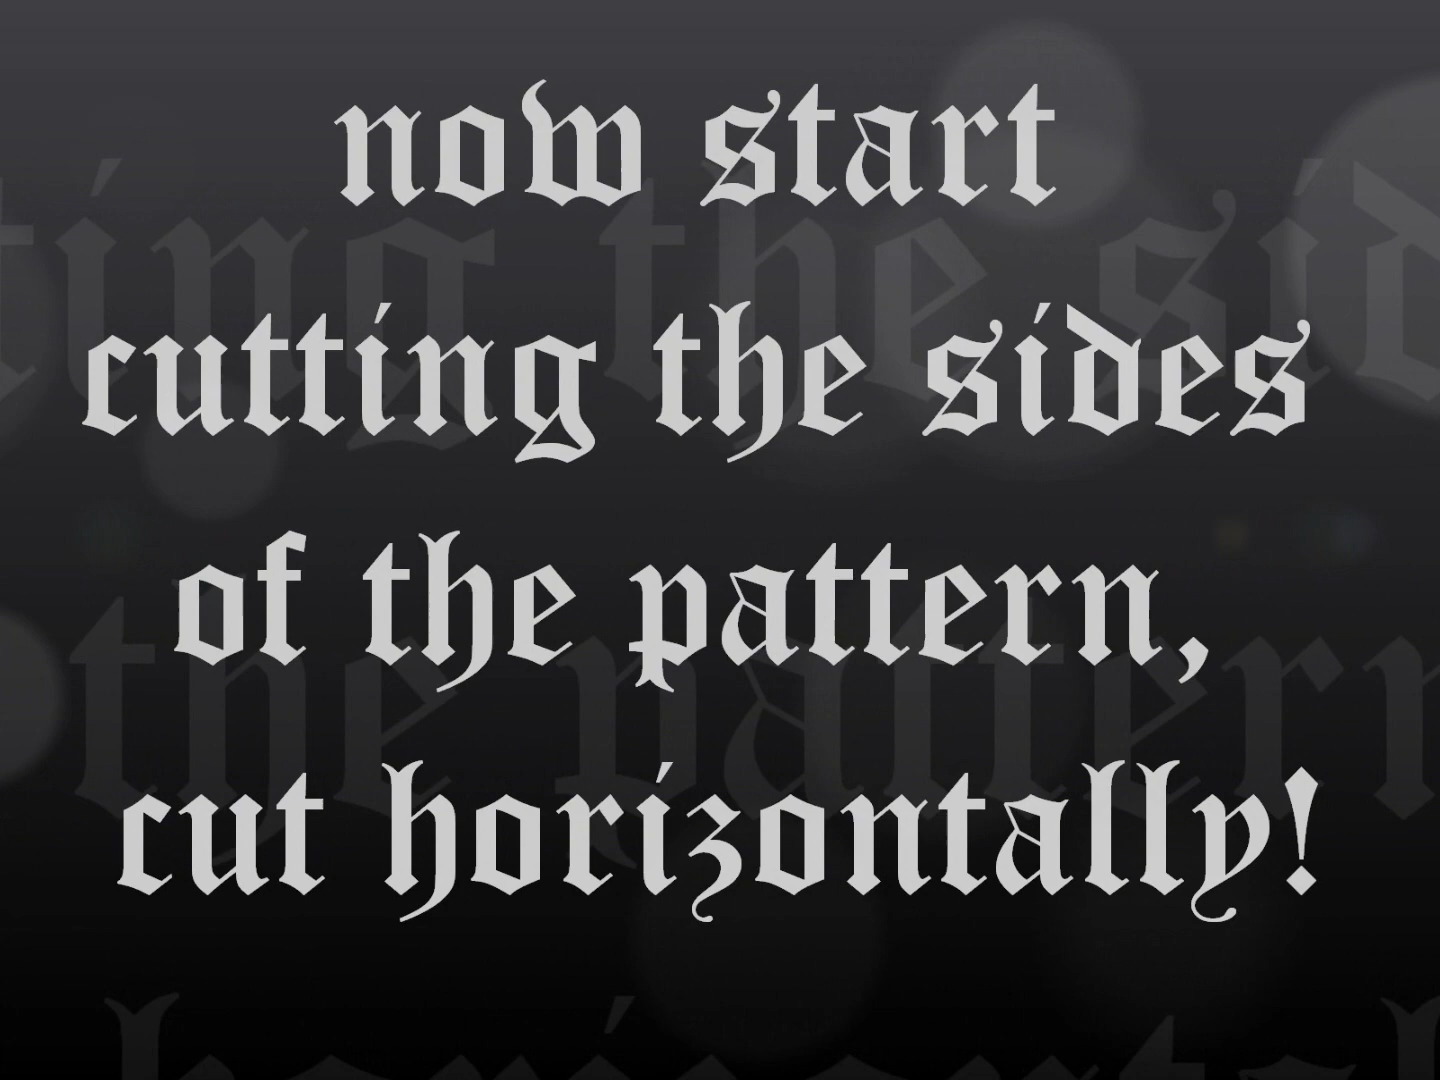 now start
cutting the sides
of the pattern,
cut horizontally!